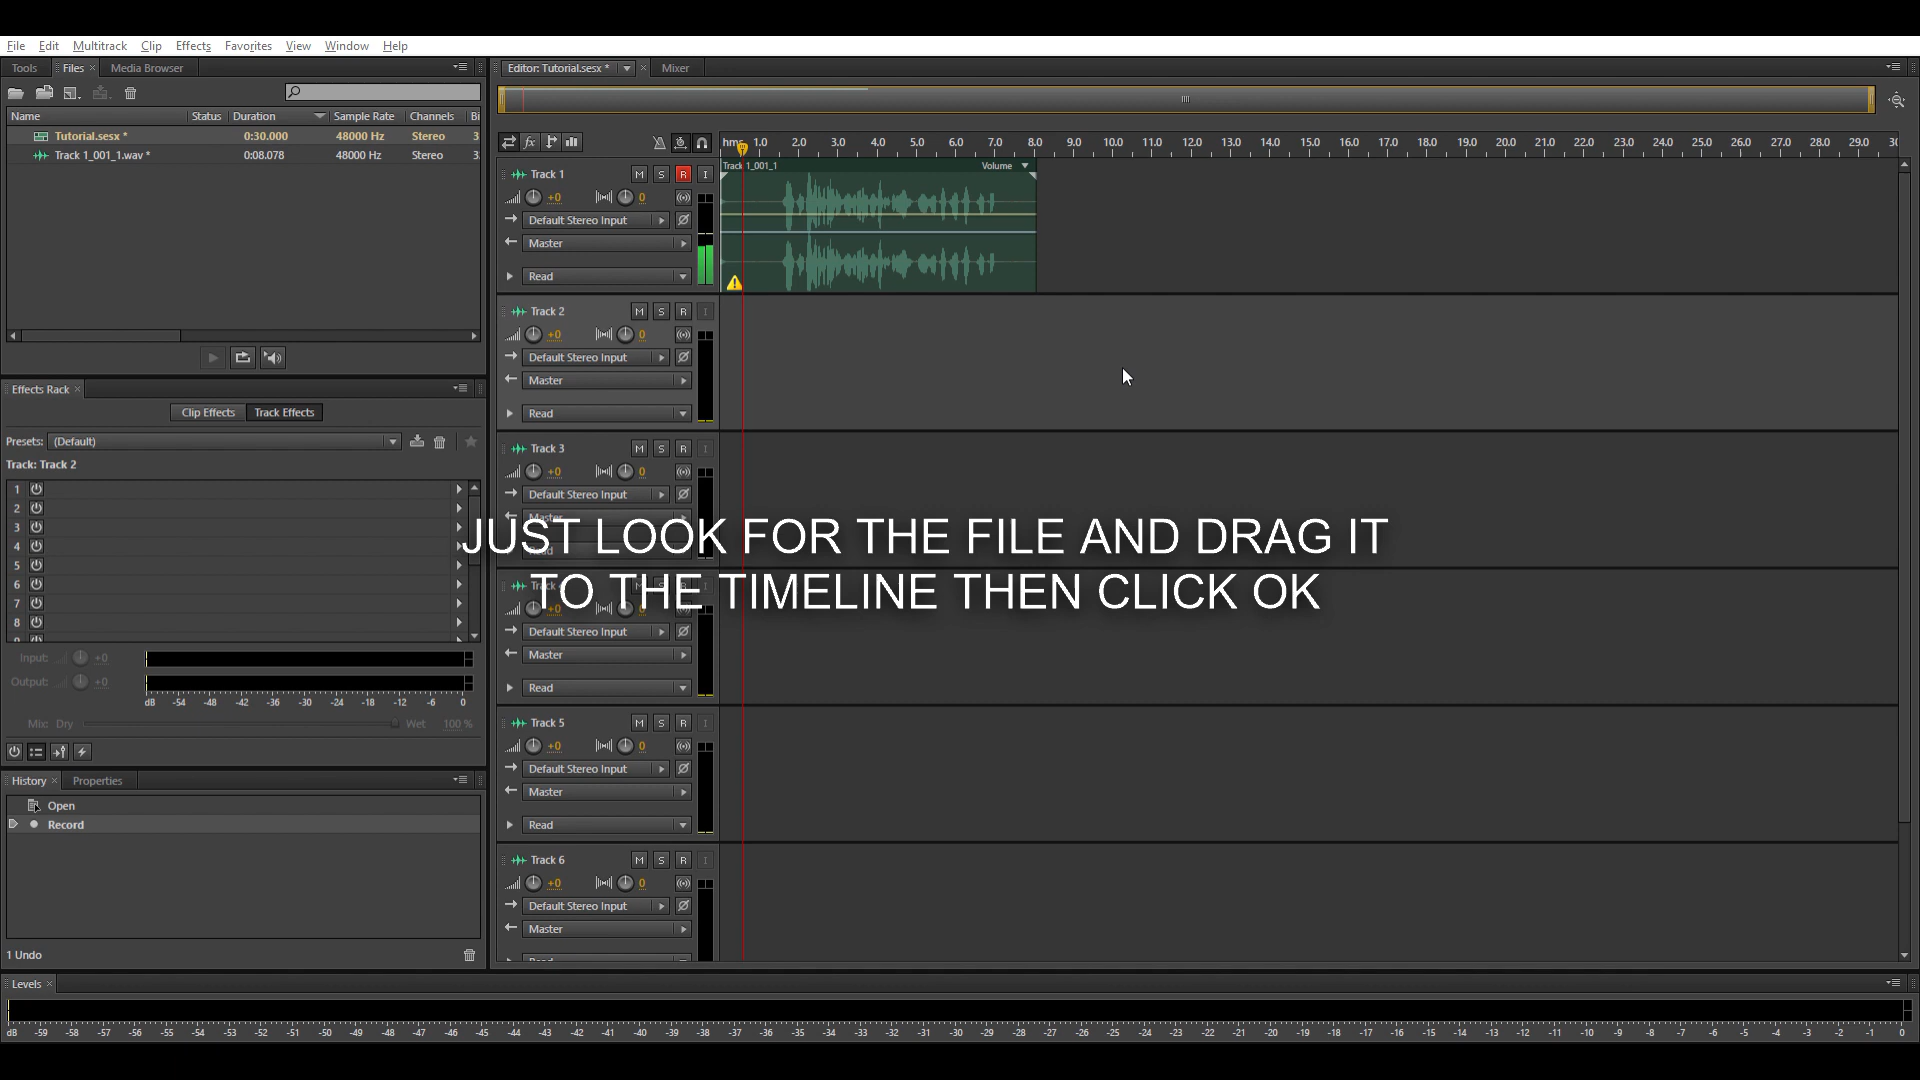 File Edit Multitrack Clip Effects Favorites View Window Help
Tools Files × Media Browser
Name Status Duration Sample Rate Channels Bi
Tutorial.sesx * 0:30.000 48000 Hz Stereo 3
Track 1_001_1.wav * 0:08.078 48000 Hz Stereo 3
Effects Rack ×
Clip Effects Track Effects
Presets: (Default)
Track: Track 2
1
2
3
4
5
6
7
8
Input: +0
Output: +0
dB -54 -48 -42 -36 -30 -24 -18 -12 -6 0
Mix: Dry Wet 100 %
History × Properties
Open
Record
1 Undo
Editor: Tutorial.sesx * × Mixer
fx hms 1.0 2.0 3.0 4.0 5.0 6.0 7.0 8.0 9.0 10.0 11.0 12.0 13.0 14.0 15.0 16.0 17.0 18.0 19.0 20.0 21.0 22.0 23.0 24.0 25.0 26.0 27.0 28.0 29.0 30
Track 1_001_1 Volume
Track 1 M S R I
+0 0
Default Stereo Input
Master
Read
Track 2 M S R I
+0 0
Default Stereo Input
Master
Read
Track 3 M S R I
+0 0
Default Stereo Input
Master
Read
JUST LOOK FOR THE FILE AND DRAG IT
TO THE TIMELINE THEN CLICK OK
Track M S R I
+0 0
Default Stereo Input
Master
Read
Track 5 M S R I
+0 0
Default Stereo Input
Master
Read
Track 6 M S R I
+0 0
Default Stereo Input
Master
Levels ×
dB -59 -58 -57 -56 -55 -54 -53 -52 -51 -50 -49 -48 -47 -46 -45 -44 -43 -42 -41 -40 -39 -38 -37 -36 -35 -34 -33 -32 -31 -30 -29 -28 -27 -26 -25 -24 -23 -22 -21 -20 -19 -18 -17 -16 -15 -14 -13 -12 -11 -10 -9 -8 -7 -6 -5 -4 -3 -2 -1 0